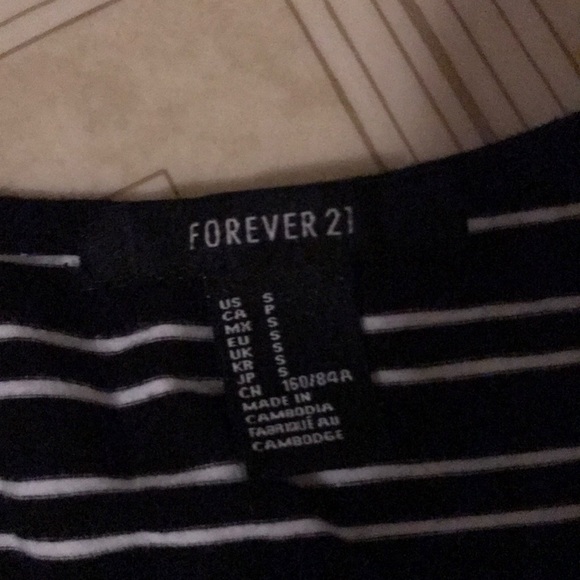 FOREVER 21
US S
CA P
MX S
EU S
UK S
KR S
JP S
CN 160/84A
MADE IN
CAMBODIA
FABRIQUÉ AU
CAMBODGE